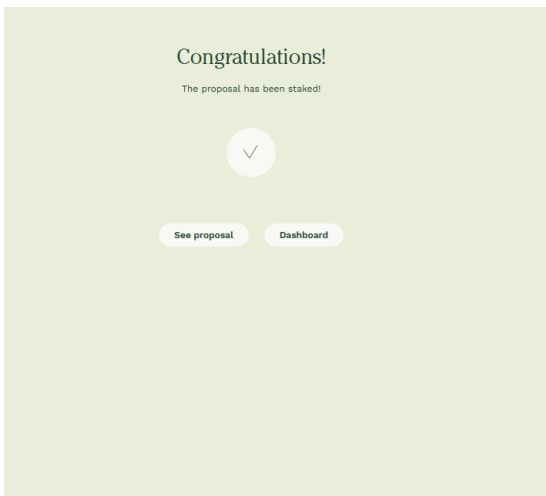 Congratulations!
The proposal has been staked!
See proposal
Dashboard